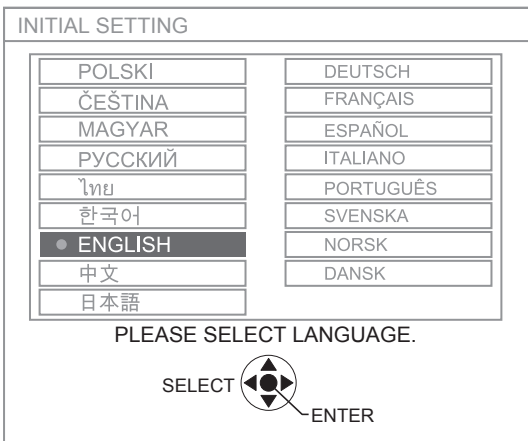 INITIAL SETTING
POLSKI
ČEŠTINA
MAGYAR
РУССКИЙ
ไทย
한국어
ENGLISH
中文
日本語
DEUTSCH
FRANÇAIS
ESPAÑOL
ITALIANO
PORTUGUÊS
SVENSKA
NORSK
DANSK
PLEASE SELECT LANGUAGE.
SELECT
ENTER